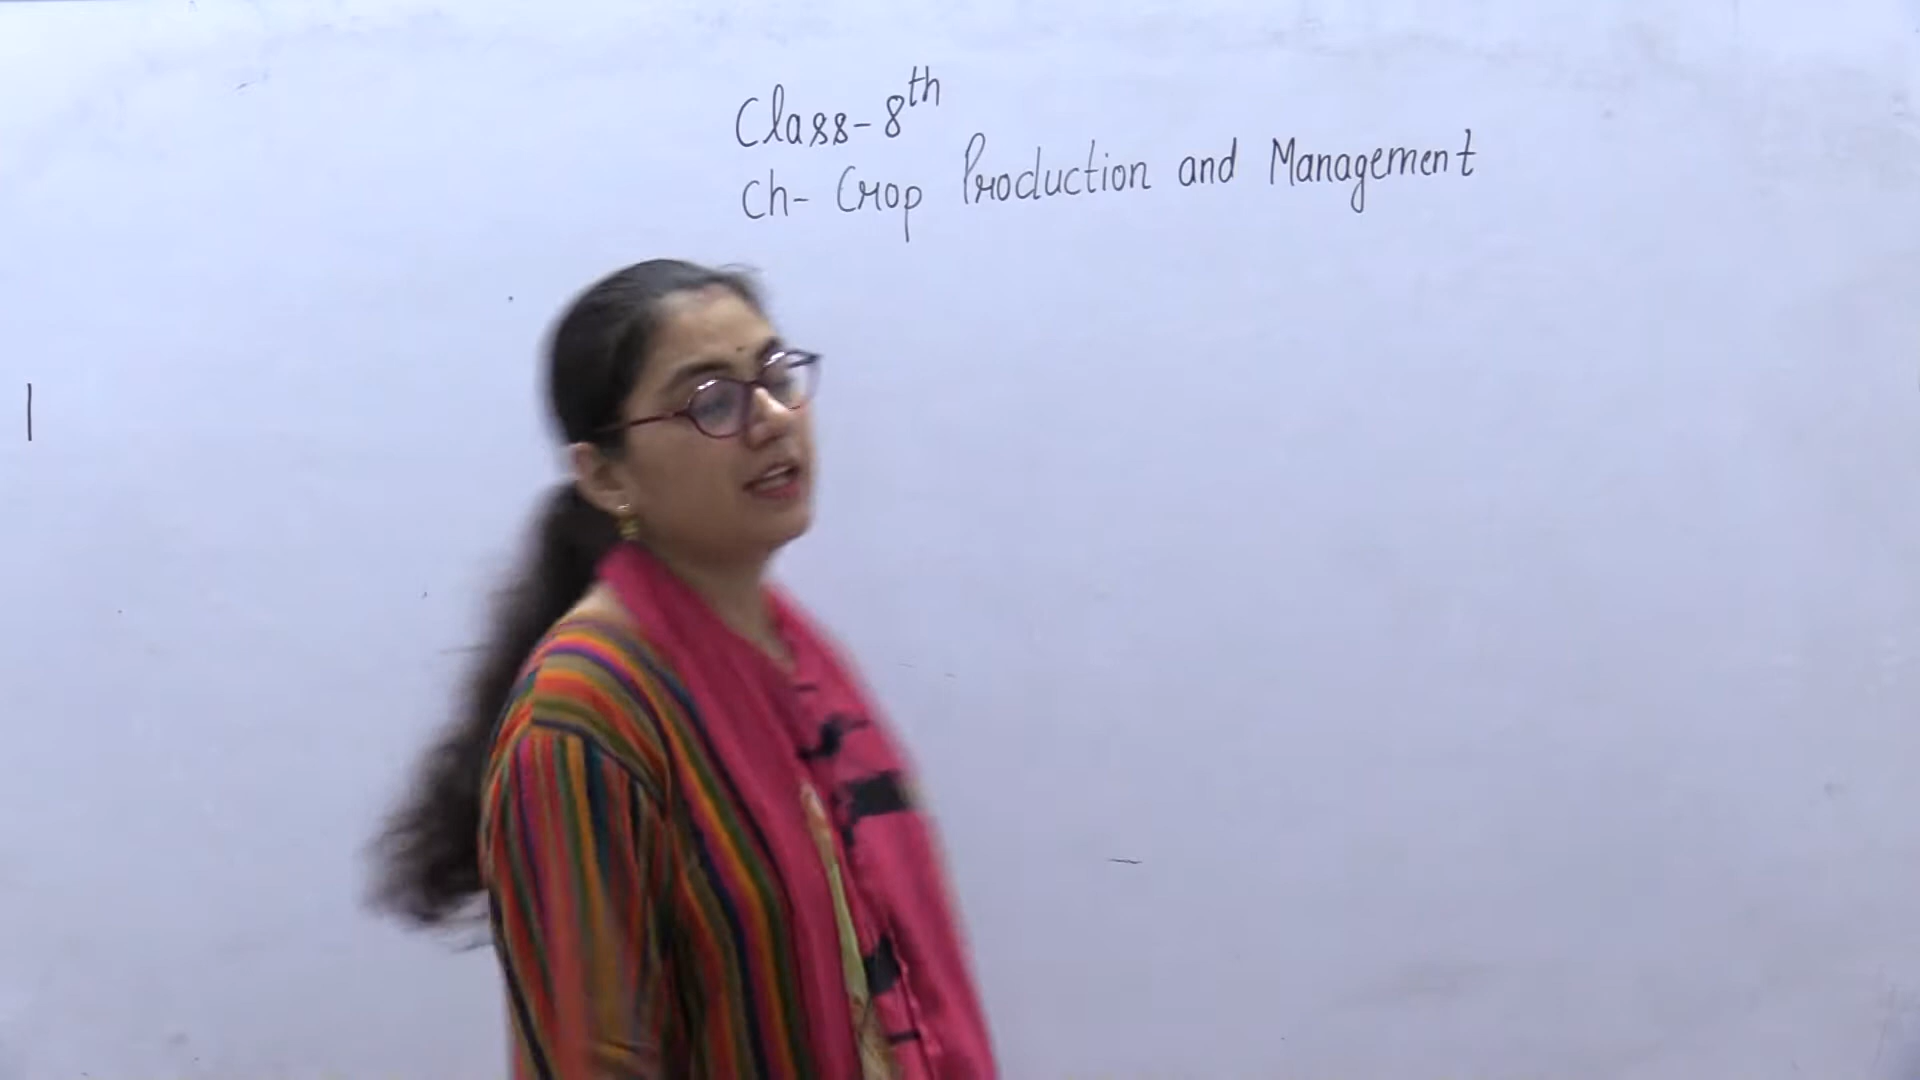 Class-8th
Ch- Crop Production and Management